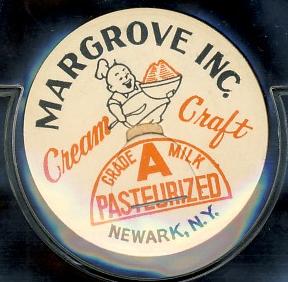 MARGROVE INC.
Cream Craft
GRADE A MILK
PASTEURIZED
NEWARK, N.Y.